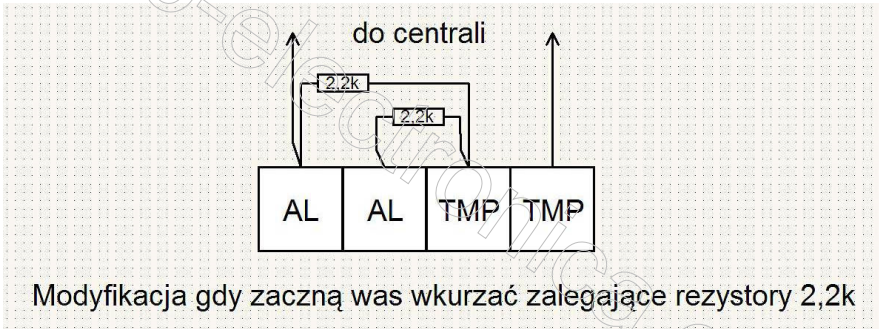 do centrali
2,2k
2,2k
AL AL TMP TMP
Modyfikacja gdy zaczną was wkurzać zalegające rezystory 2,2k